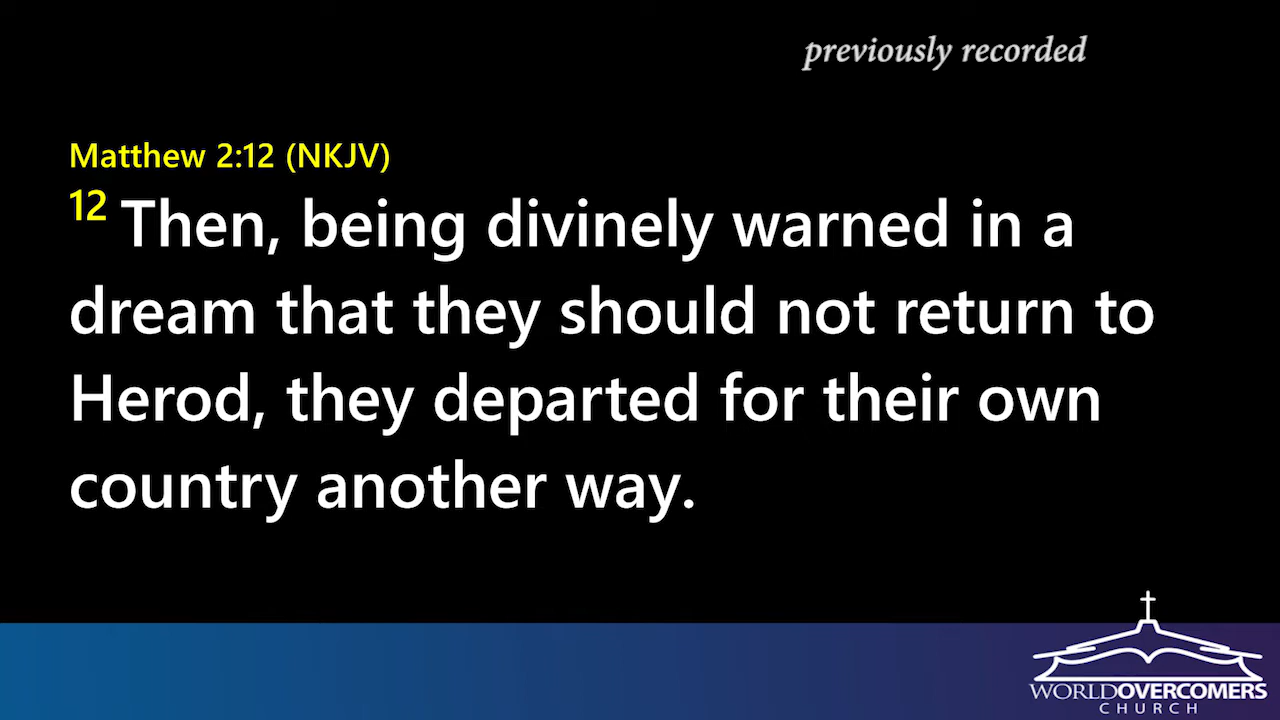 previously recorded
Matthew 2:12 (NKJV)
12 Then, being divinely warned in a
dream that they should not return to
Herod, they departed for their own
country another way.
WORLDOVERCOMERS
CHURCH